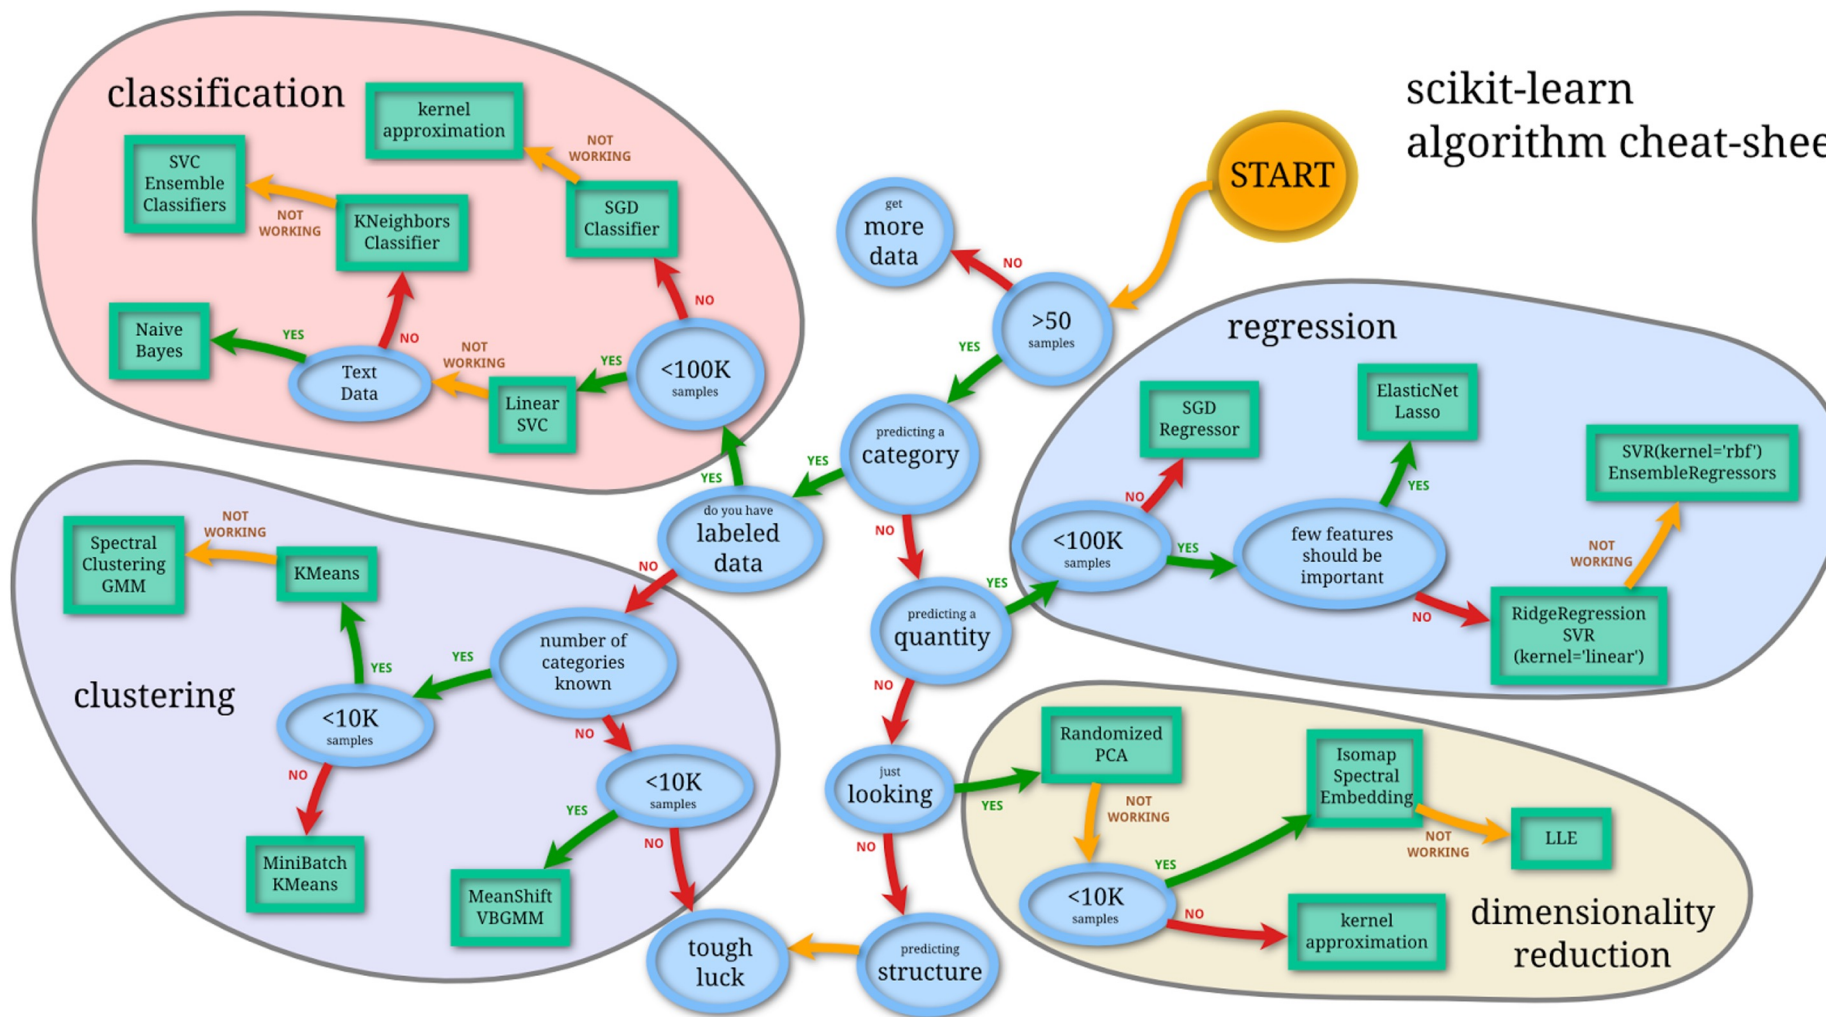 scikit-learn
algorithm cheat-shee
START
get
more
data
NO
>50
samples
YES
predicting a
category
YES
NO
do you have
labeled
data
YES
NO
predicting a
quantity
YES
NO
just
looking
YES
NO
predicting
structure
tough
luck
classification
kernel
approximation
NOT
WORKING
SVC
Ensemble
Classifiers
NOT
WORKING
KNeighbors
Classifier
SGD
Classifier
NO
Naive
Bayes
YES
NO
Text
Data
NOT
WORKING
Linear
SVC
YES
<100K
samples
regression
SGD
Regressor
ElasticNet
Lasso
SVR(kernel='rbf')
EnsembleRegressors
NO
YES
<100K
samples
YES
few features
should be
important
NOT
WORKING
NO
RidgeRegression
SVR
(kernel='linear')
clustering
Spectral
Clustering
GMM
NOT
WORKING
KMeans
number of
categories
known
YES
YES
<10K
samples
NO
NO
<10K
samples
YES
NO
MiniBatch
KMeans
MeanShift
VBGMM
Randomized
PCA
NOT
WORKING
Isomap
Spectral
Embedding
NOT
WORKING
LLE
YES
<10K
samples
NO
kernel
approximation
dimensionality
reduction